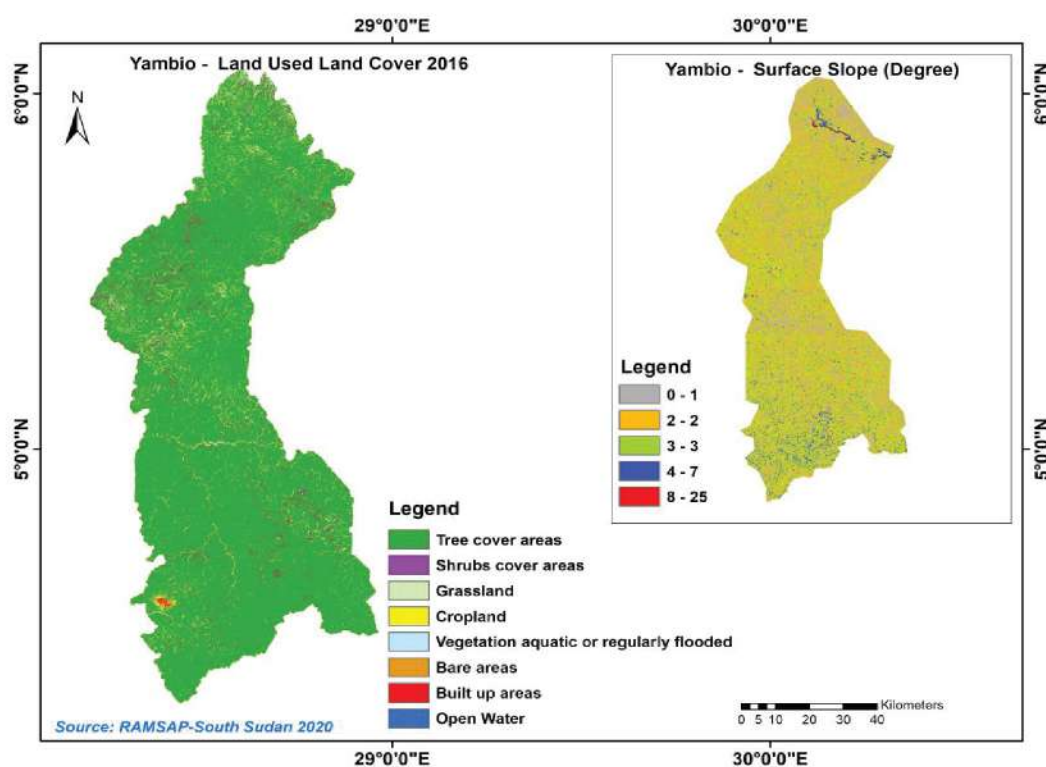 29°0'0"E
30°0'0"E
Yambio - Land Used Land Cover 2016
Yambio - Surface Slope (Degree)
6°0'0"N
6°0'0"N
N
Legend
0 - 1
2 - 2
3 - 3
4 - 7
8 - 25
5°0'0"N
5°0'0"N
Legend
Tree cover areas
Shrubs cover areas
Grassland
Cropland
Vegetation aquatic or regularly flooded
Bare areas
Built up areas
Open Water
Kilometers
0 5 10 20 30 40
Source: RAMSAP-South Sudan 2020
29°0'0"E
30°0'0"E